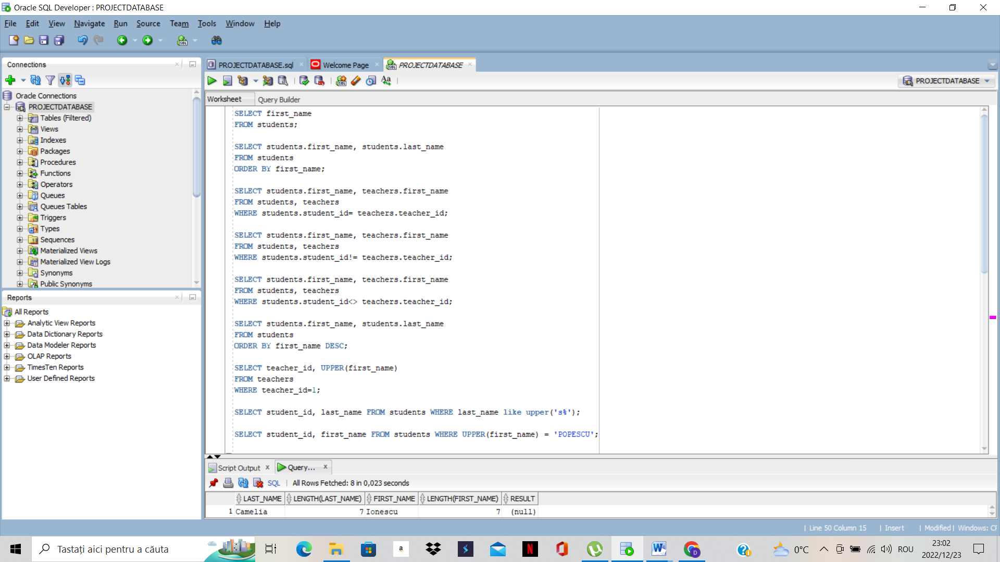 Oracle SQL Developer : PROJECTDATABASE
File Edit View Navigate Run Source Team Tools Window Help
Connections
Oracle Connections
PROJECTDATABASE
Tables (Filtered)
Views
Indexes
Packages
Procedures
Functions
Operators
Queues
Queues Tables
Triggers
Types
Sequences
Materialized Views
Materialized View Logs
Synonyms
Public Synonyms
Reports
All Reports
Analytic View Reports
Data Dictionary Reports
Data Modeler Reports
OLAP Reports
TimesTen Reports
User Defined Reports
PROJECTDATABASE.sql Welcome Page PROJECTDATABASE
PROJECTDATABASE
Worksheet Query Builder
SELECT first_name
FROM students;
SELECT students.first_name, students.last_name
FROM students
ORDER BY first_name;
SELECT students.first_name, teachers.first_name
FROM students, teachers
WHERE students.student_id= teachers.teacher_id;
SELECT students.first_name, teachers.first_name
FROM students, teachers
WHERE students.student_id!= teachers.teacher_id;
SELECT students.first_name, teachers.first_name
FROM students, teachers
WHERE students.student_id<> teachers.teacher_id;
SELECT students.first_name, students.last_name
FROM students
ORDER BY first_name DESC;
SELECT teacher_id, UPPER(first_name)
FROM teachers
WHERE teacher_id=1;
SELECT student_id, last_name FROM students WHERE last_name like upper('s%');
SELECT student_id, first_name FROM students WHERE UPPER(first_name) = 'POPESCU';
Script Output x Query... x
SQL | All Rows Fetched: 8 in 0,023 seconds
LAST_NAME LENGTH(LAST_NAME) FIRST_NAME LENGTH(FIRST_NAME) RESULT
1 Camelia 7 Ionescu 7 (null)
| Line 50 Column 15 | Insert | Modified | Windows: CF
Tastați aici pentru a căuta
0°C ROU
23:02
2022/12/23